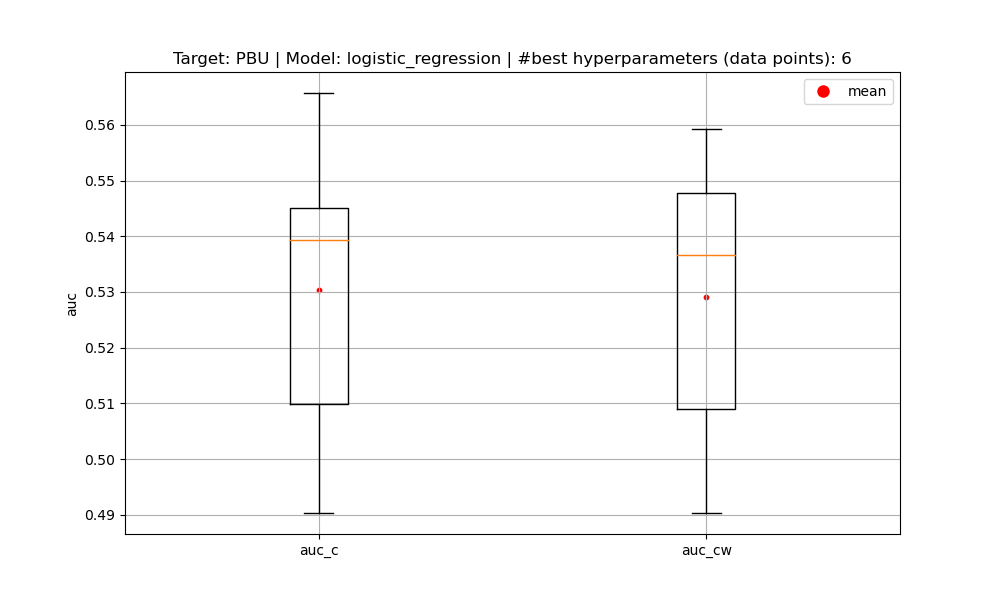 Target: PBU | Model: logistic_regression | #best hyperparameters (data points): 6
mean
0.56
0.55
0.54
0.53
0.52
0.51
0.50
0.49
auc
auc_c
auc_cw